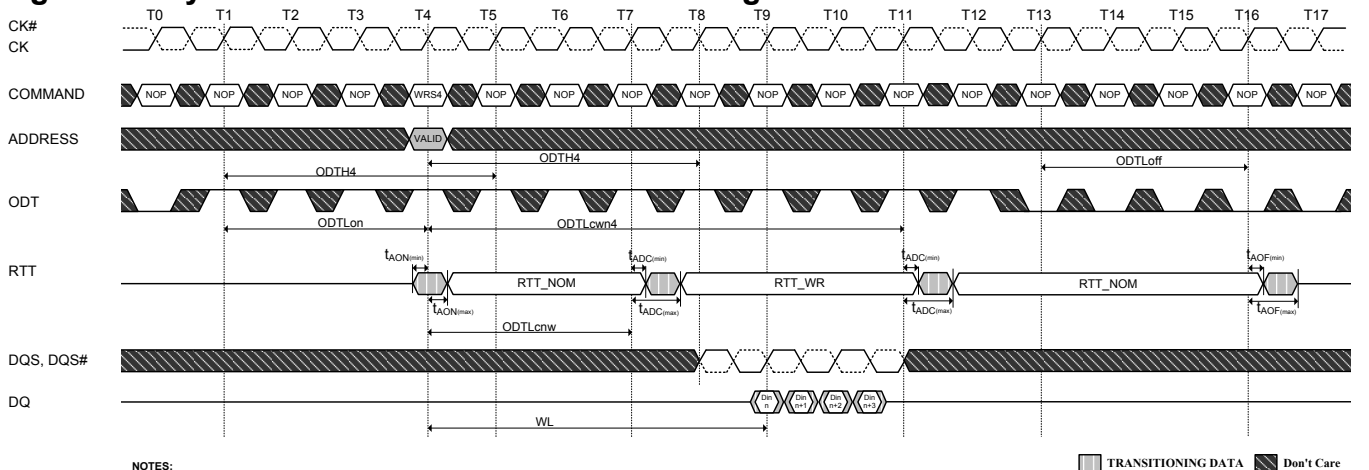 T0 T1 T2 T3 T4 T5 T6 T7 T8 T9 T10 T11 T12 T13 T14 T15 T16 T17
CK#
CK
COMMAND NOP NOP NOP NOP WRS4 NOP NOP NOP NOP NOP NOP NOP NOP NOP NOP NOP NOP NOP
ADDRESS VALID
ODTH4 ODTLoff
ODTH4
ODT
ODTLon ODTLcwn4
tAON(min) tADC(min) tADC(min) tAOF(min)
RTT RTT_NOM RTT_WR RTT_NOM
tAON(max) tADC(max) tADC(max) tAOF(max)
ODTLcnw
DQS, DQS#
DQ Din n Din n+1 Din n+2 Din n+3
WL
NOTES: TRANSITIONING DATA Don't Care